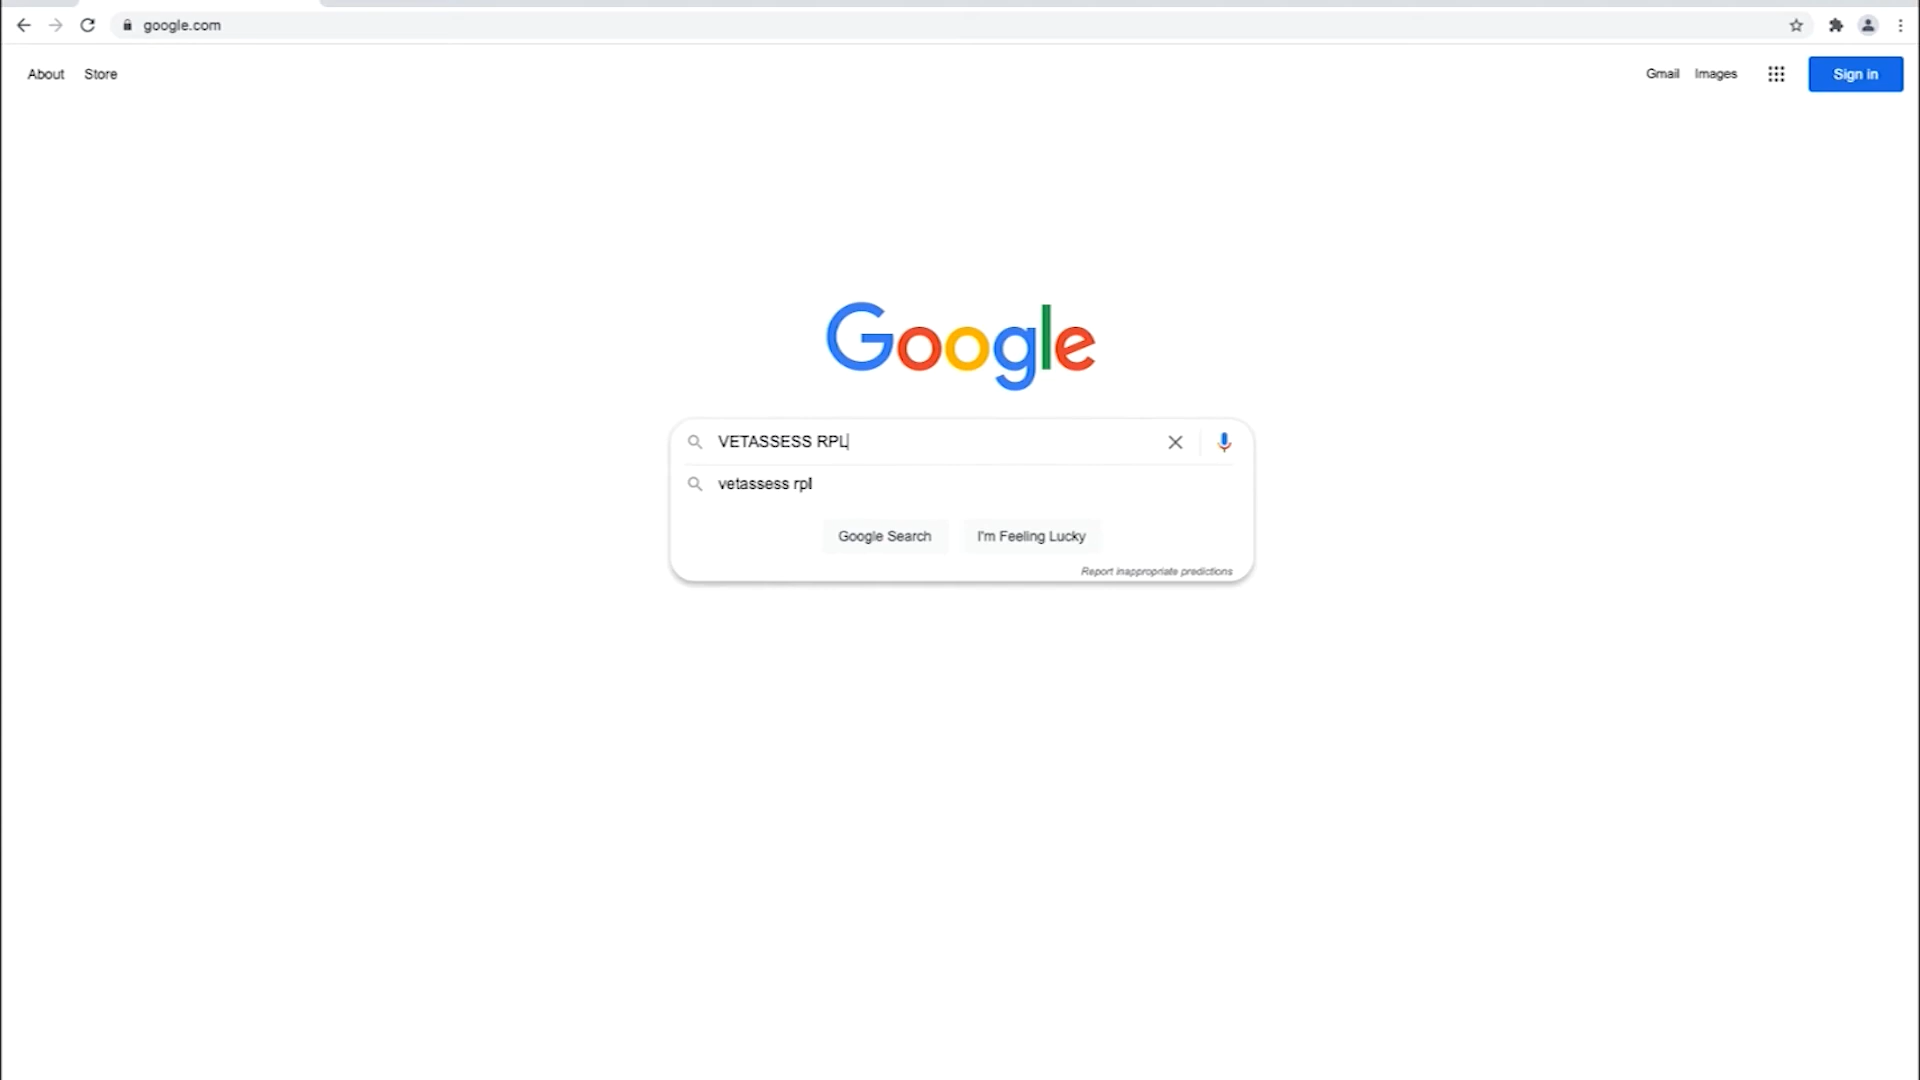 google.com
About Store
Gmail Images Sign in
Google
VETASSESS RPL
vetassess rpl
Google Search I'm Feeling Lucky
Report inappropriate predictions